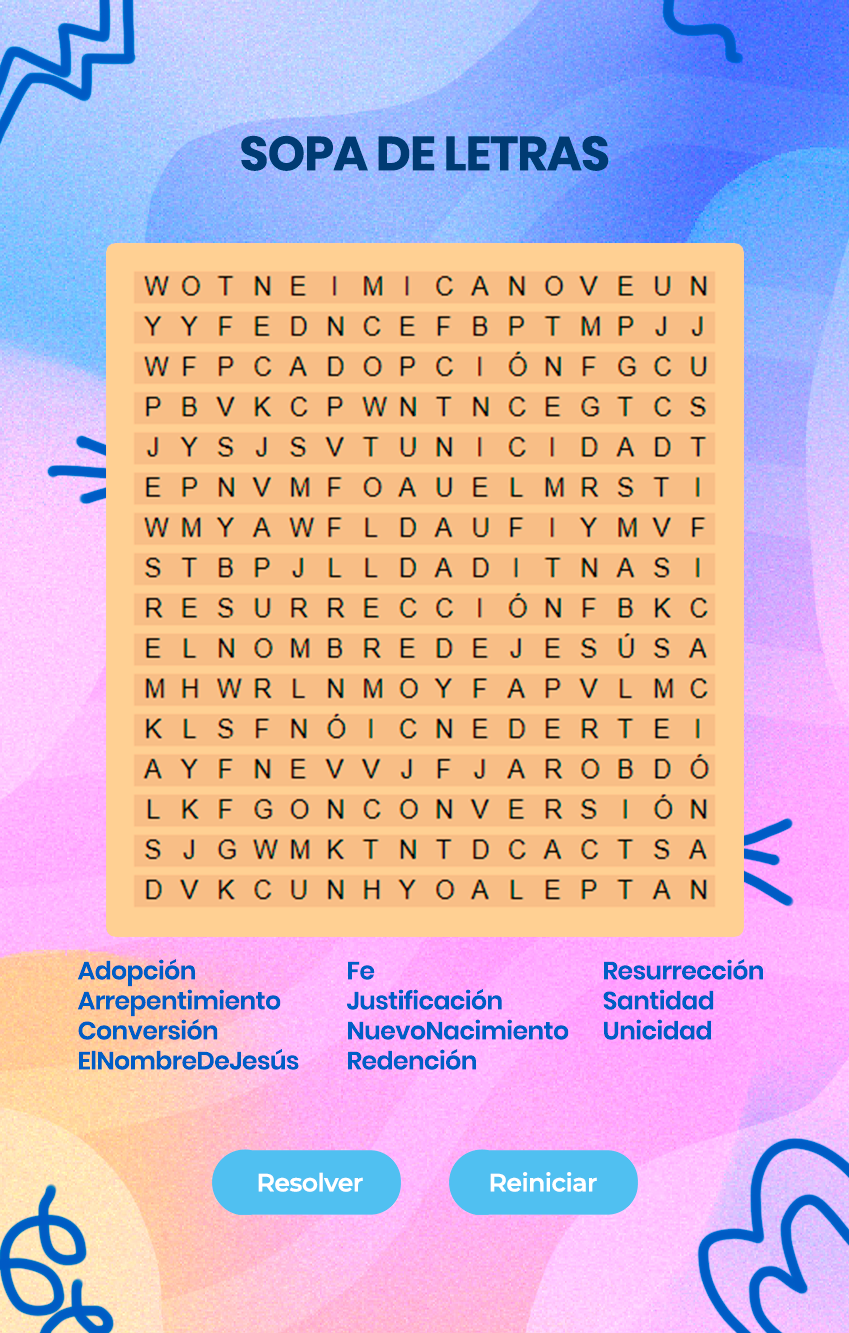 SOPA DE LETRAS
W O T N E I M I C A N O V E U N
Y Y F E D N C E F B P T M P J J
W F P C A D O P C I Ó N F G C U
P B V K C P W N T N C E G T C S
J Y S J S V T U N I C I D A D T
E P N V M F O A U E L M R S T I
W M Y A W F L D A U F I Y M V F
S T B P J L L D A D I T N A S I
R E S U R R E C C I Ó N F B K C
E L N O M B R E D E J E S Ú S A
M H W R L N M O Y F A P V L M C
K L S F N Ó I C N E D E R T E I
A Y F N E V V J F J A R O B D Ó
L K F G O N C O N V E R S I Ó N
S J G W M K T N T D C A C T S A
D V K C U N H Y O A L E P T A N
Adopción Fe Resurrección
Arrepentimiento Justificación Santidad
Conversión NuevoNacimiento Unicidad
ElNombreDeJesús Redención
Resolver Reiniciar